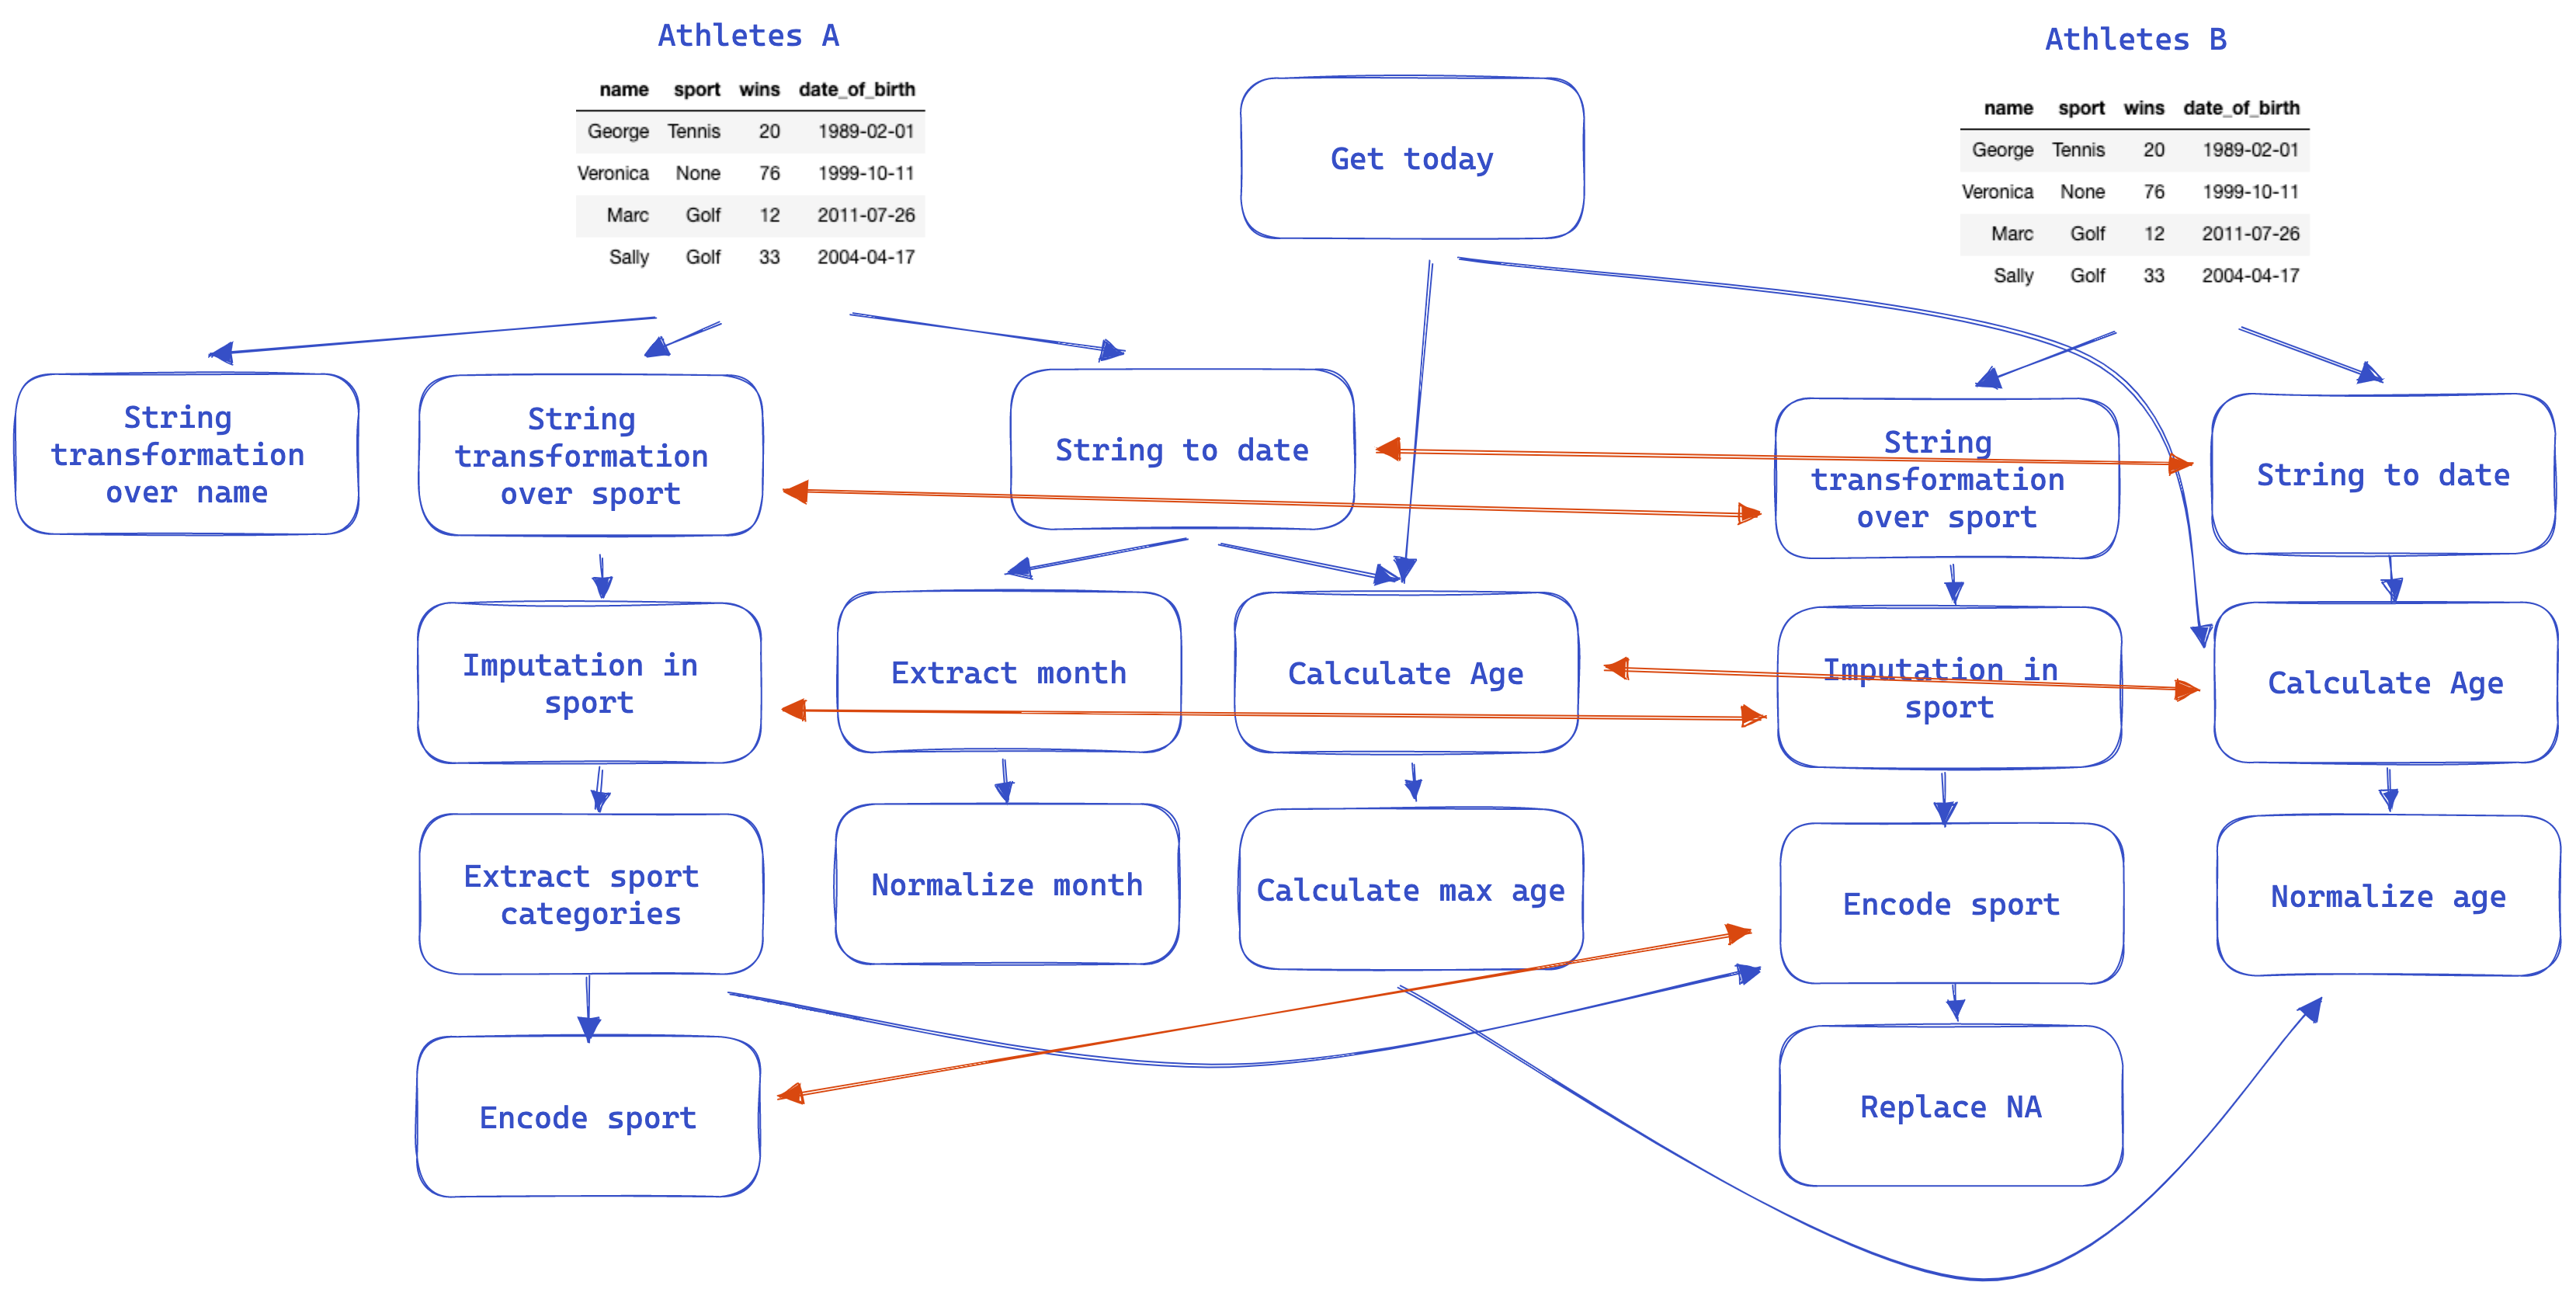 Athletes A
name sport wins date_of_birth
George Tennis 20 1989-02-01
Veronica None 76 1999-10-11
Marc Golf 12 2011-07-26
Sally Golf 33 2004-04-17
Get today
Athletes B
name sport wins date_of_birth
George Tennis 20 1989-02-01
Veronica None 76 1999-10-11
Marc Golf 12 2011-07-26
Sally Golf 33 2004-04-17
String
transformation
over name
String
transformation
over sport
String to date
String
transformation
over sport
String to date
Imputation in
sport
Extract month
Calculate Age
Imputation in
sport
Calculate Age
Extract sport
categories
Normalize month
Calculate max age
Encode sport
Normalize age
Encode sport
Replace NA